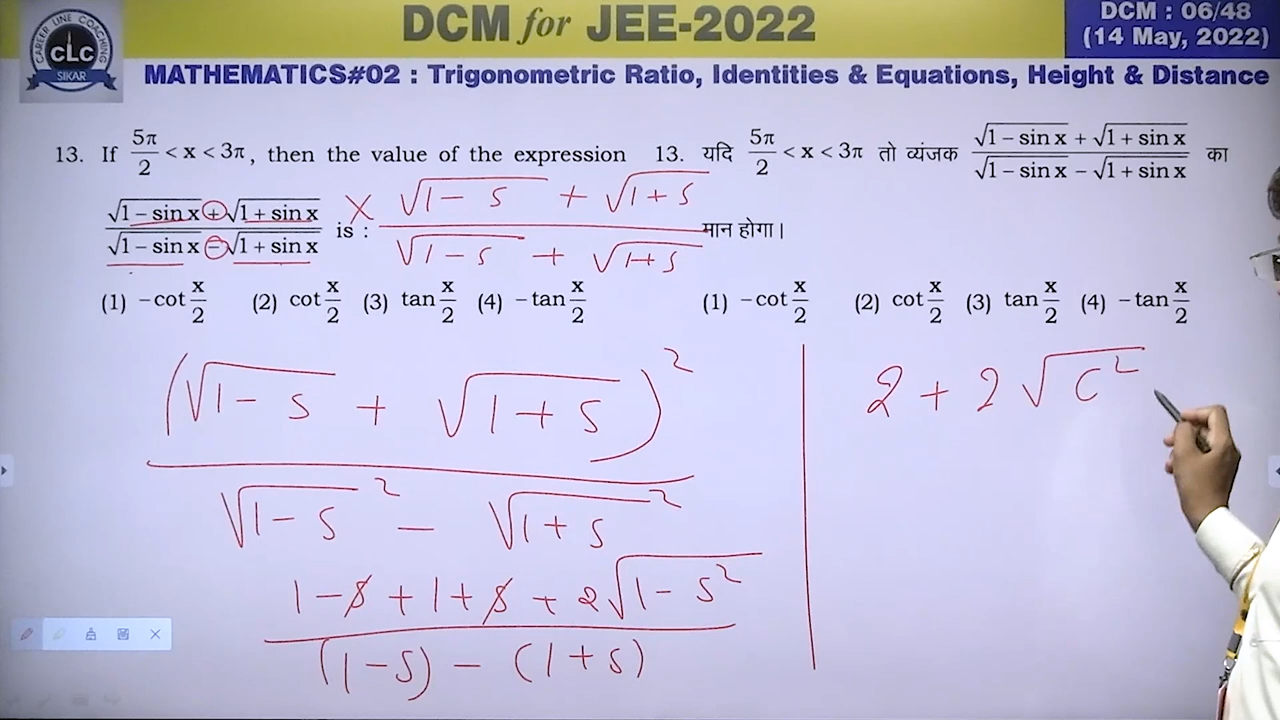 CAREER LINE COACHING
CLC
SIKAR
DCM for JEE-2022
DCM : 06/48
(14 May, 2022)
MATHEMATICS#02 : Trigonometric Ratio, Identities & Equations, Height & Distance
13. If 5π/2 < x < 3π, then the value of the expression
√(1 − sin x) + √(1 + sin x) / √(1 − sin x) − √(1 + sin x) is :
(1) −cot x/2 (2) cot x/2 (3) tan x/2 (4) −tan x/2
13. यदि 5π/2 < x < 3π तो व्यंजक √(1 − sin x) + √(1 + sin x) / √(1 − sin x) − √(1 + sin x) का
मान होगा।
(1) −cot x/2 (2) cot x/2 (3) tan x/2 (4) −tan x/2
× √(1 − s) + √(1 + s)
√(1 − s) + √(1 + s)
(√(1 − s) + √(1 + s))²
√(1 − s)² − √(1 + s)²
1 − s + 1 + s + 2√(1 − s²)
(1 − s) − (1 + s)
2 + 2√(c²)